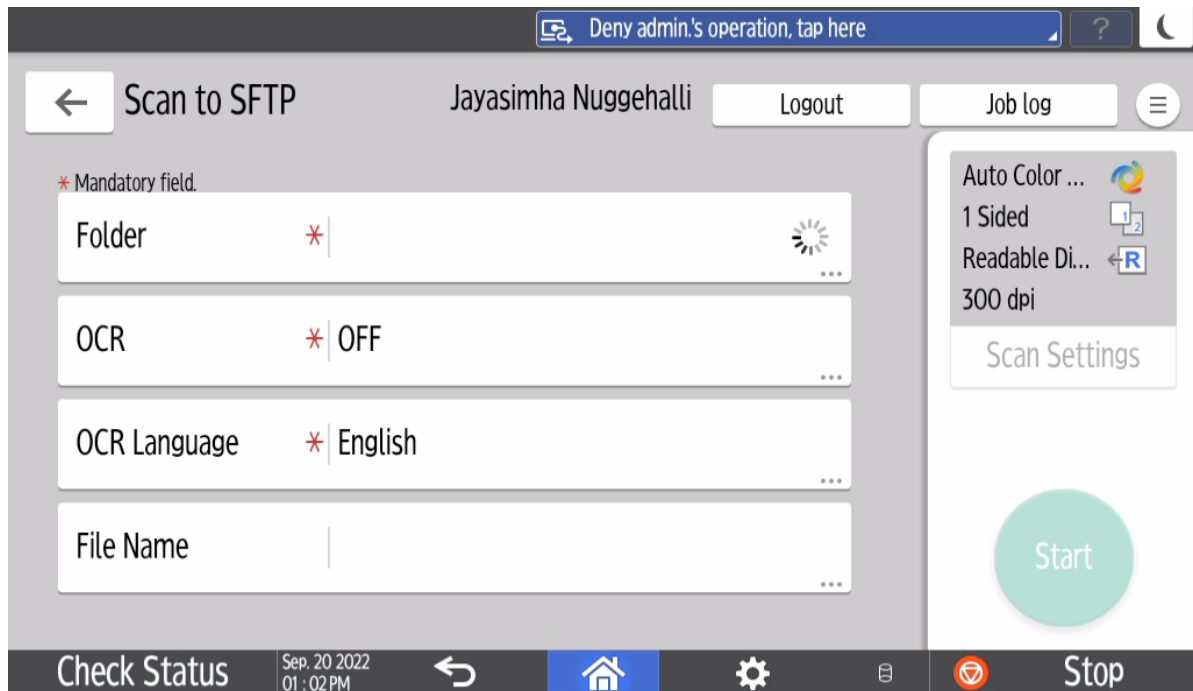 Deny admin.'s operation, tap here
?
Scan to SFTP
Jayasimha Nuggehalli
Logout
Job log
* Mandatory field.
Folder *
OCR * OFF
OCR Language * English
File Name
Auto Color ...
1 Sided
1 2
Readable Di...
R
300 dpi
Scan Settings
Start
Check Status
Sep. 20 2022
01 : 02 PM
Stop